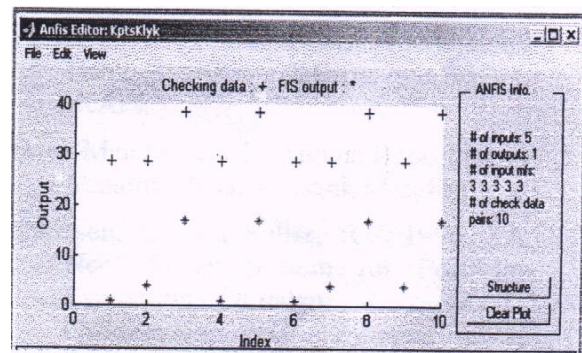 Anfis Editor: KptsKlyk
File Edit View
Checking data : + FIS output : *
ANFIS Info.
# of inputs: 5
# of outputs: 1
# of input mfs:
3 3 3 3 3
# of check data
pairs: 10
Structure
Clear Plot
Output
40
30
20
10
0
0 2 4 6 8 10
Index